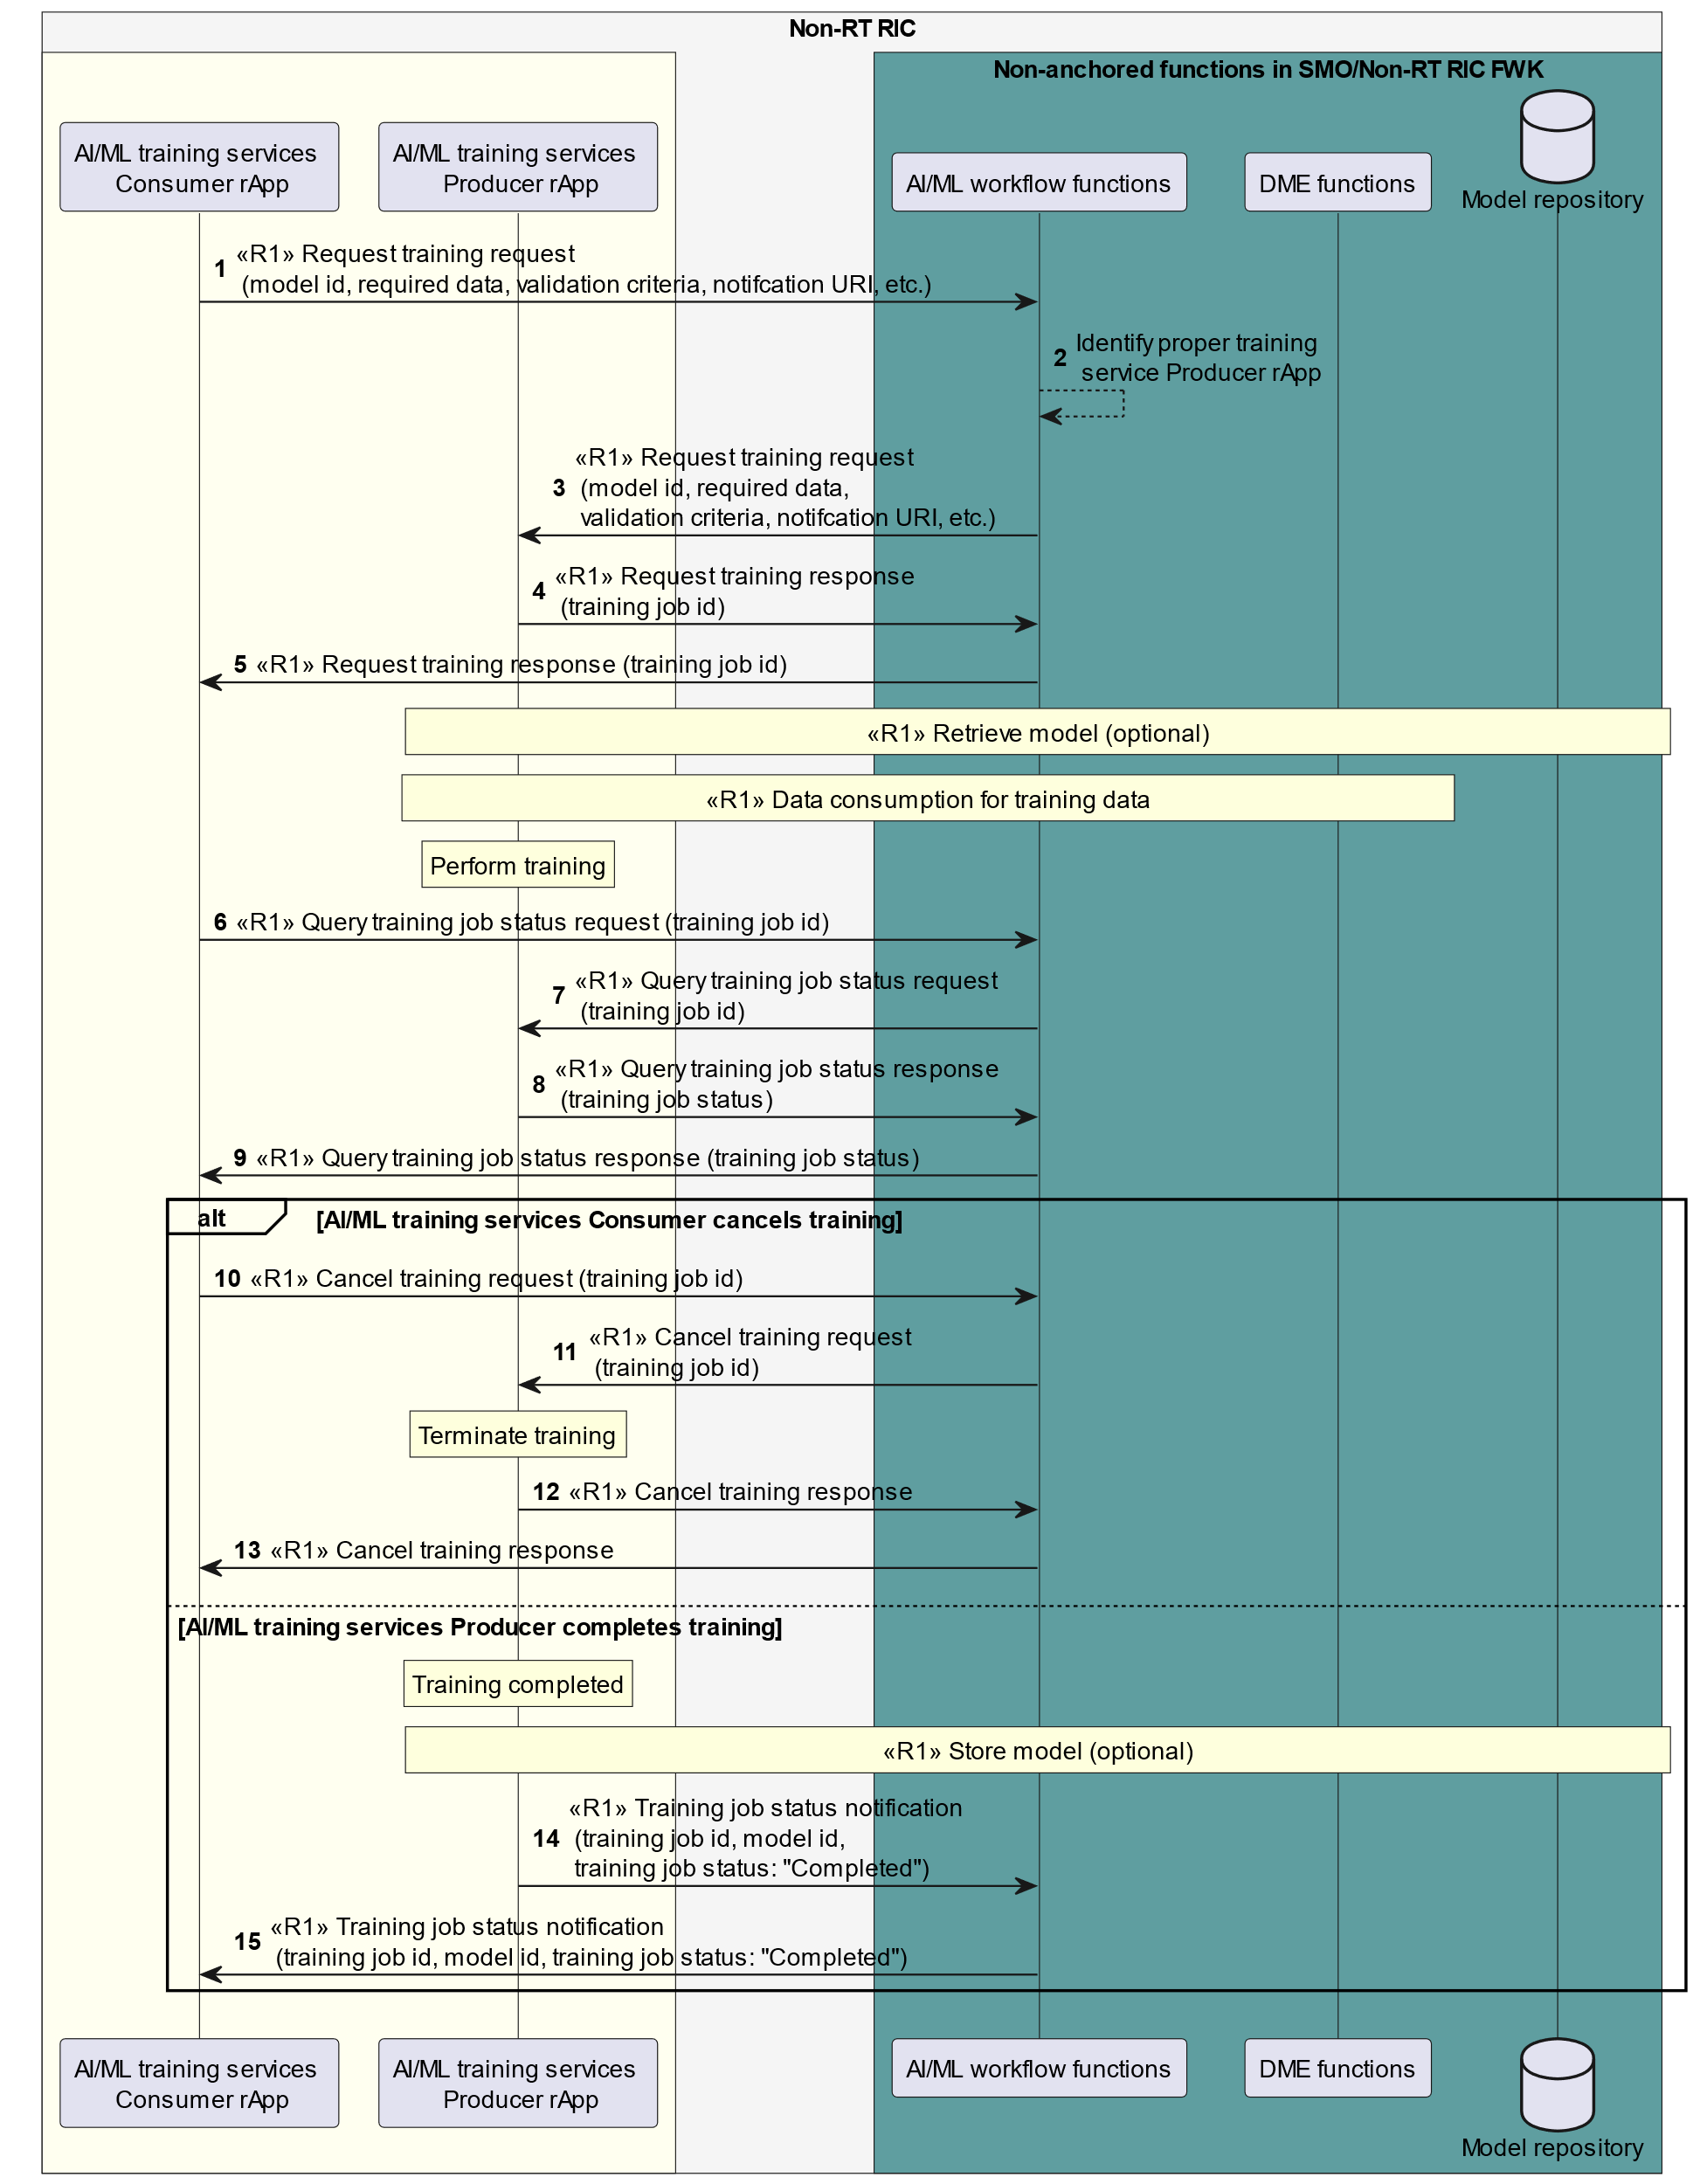 Non-RT RIC
Non-anchored functions in SMO/Non-RT RIC FWK
AI/ML training services
Consumer rApp
AI/ML training services
Producer rApp
AI/ML workflow functions
DME functions
Model repository
1 «R1» Request training request
(model id, required data, validation criteria, notifcation URI, etc.)
2 Identify proper training
service Producer rApp
3 «R1» Request training request
(model id, required data,
validation criteria, notifcation URI, etc.)
4 «R1» Request training response
(training job id)
5 «R1» Request training response (training job id)
«R1» Retrieve model (optional)
«R1» Data consumption for training data
Perform training
6 «R1» Query training job status request (training job id)
7 «R1» Query training job status request
(training job id)
8 «R1» Query training job status response
(training job status)
9 «R1» Query training job status response (training job status)
alt [AI/ML training services Consumer cancels training]
10 «R1» Cancel training request (training job id)
11 «R1» Cancel training request
(training job id)
Terminate training
12 «R1» Cancel training response
13 «R1» Cancel training response
[AI/ML training services Producer completes training]
Training completed
«R1» Store model (optional)
14 «R1» Training job status notification
(training job id, model id,
training job status: "Completed")
15 «R1» Training job status notification
(training job id, model id, training job status: "Completed")
AI/ML training services
Consumer rApp
AI/ML training services
Producer rApp
AI/ML workflow functions
DME functions
Model repository